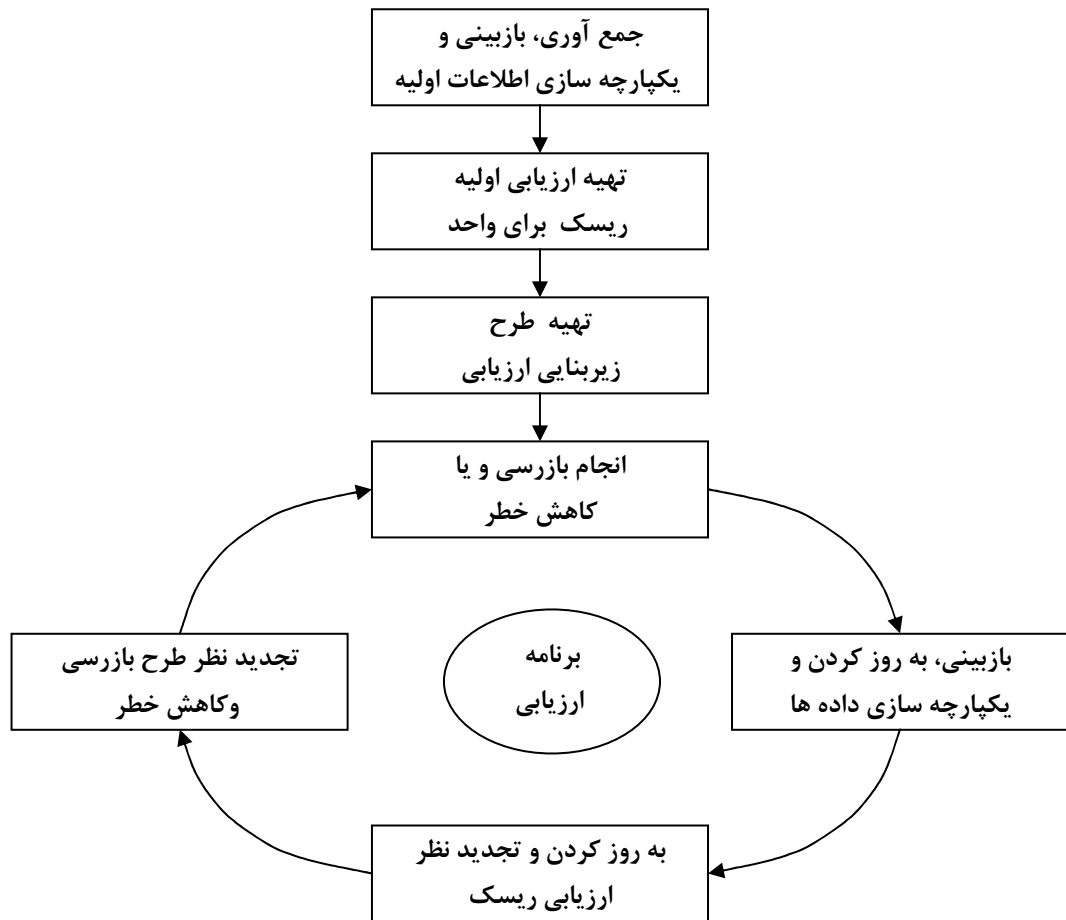 جمع آوری، بازبینی و
یکپارچه سازی اطلاعات اولیه
تهیه ارزیابی اولیه
ریسک برای واحد
تهیه طرح
زیربنایی ارزیابی
انجام بازرسی و یا
کاهش خطر
بازبینی، به روز کردن و
یکپارچه سازی داده ها
برنامه
ارزیابی
تجدید نظر طرح بازرسی
وکاهش خطر
به روز کردن و تجدید نظر
ارزیابی ریسک